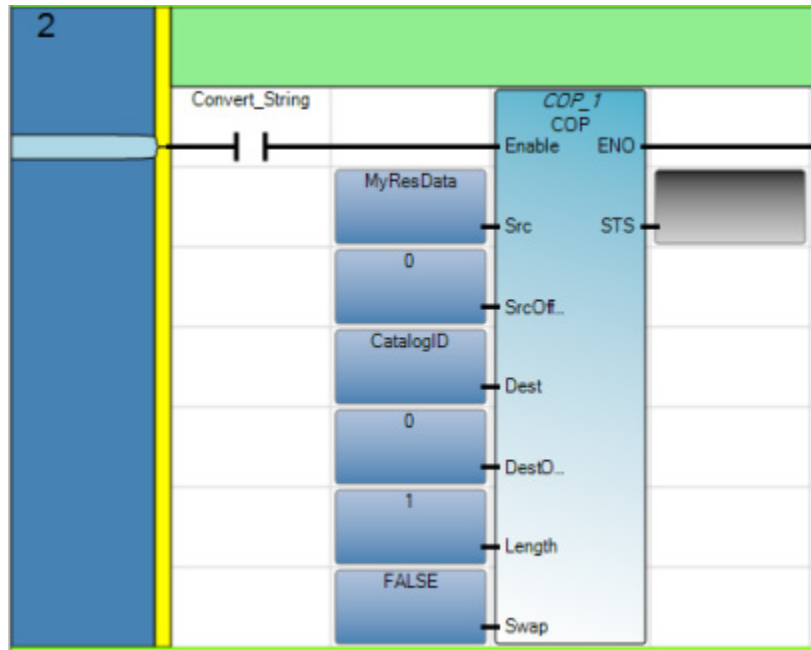 2
Convert_String
COP_1
COP
Enable ENO
MyResData
Src STS
0
SrcOff...
CatalogID
Dest
0
DestO...
1
Length
FALSE
Swap